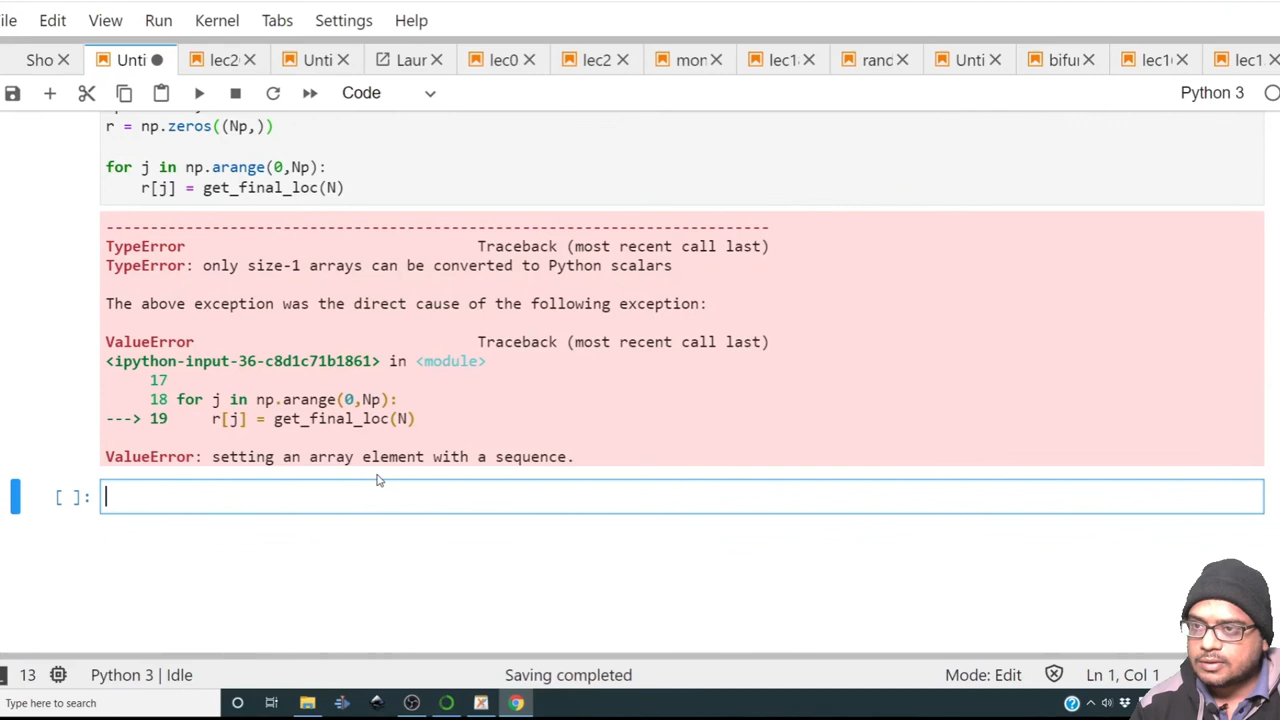 ile Edit View Run Kernel Tabs Settings Help
Sho Unti lec2 Unti Laur lec0 lec2 mor lec1 rand Unti bifu lec1 lec1
Code Python 3
r = np.zeros((Np,))
for j in np.arange(0,Np):
r[j] = get_final_loc(N)
---------------------------------------------------------------------------
TypeError Traceback (most recent call last)
TypeError: only size-1 arrays can be converted to Python scalars
The above exception was the direct cause of the following exception:
ValueError Traceback (most recent call last)
<ipython-input-36-c8d1c71b1861> in <module>
17
18 for j in np.arange(0,Np):
---> 19 r[j] = get_final_loc(N)
ValueError: setting an array element with a sequence.
[ ]:
13 Python 3 | Idle Saving completed Mode: Edit Ln 1, Col 1
Type here to search